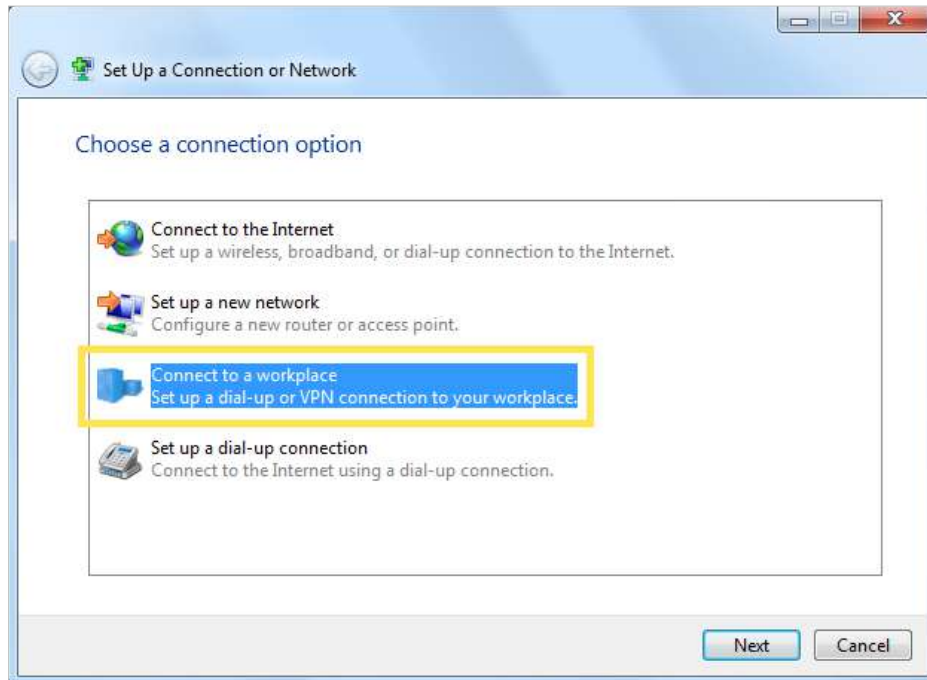 Set Up a Connection or Network
Choose a connection option
Connect to the Internet
Set up a wireless, broadband, or dial-up connection to the Internet.
Set up a new network
Configure a new router or access point.
Connect to a workplace
Set up a dial-up or VPN connection to your workplace.
Set up a dial-up connection
Connect to the Internet using a dial-up connection.
Next Cancel